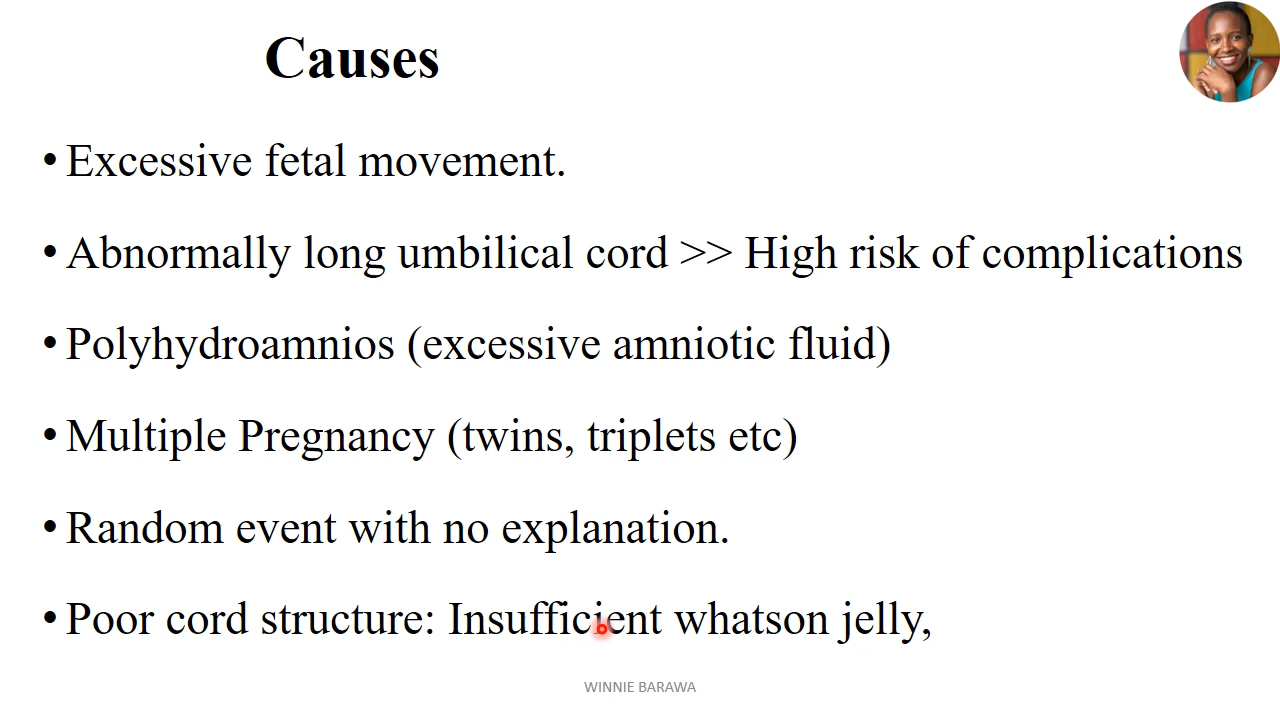 Causes
• Excessive fetal movement.
• Abnormally long umbilical cord >> High risk of complications
• Polyhydroamnios (excessive amniotic fluid)
• Multiple Pregnancy (twins, triplets etc)
• Random event with no explanation.
• Poor cord structure: Insufficient whatson jelly,
WINNIE BARAWA